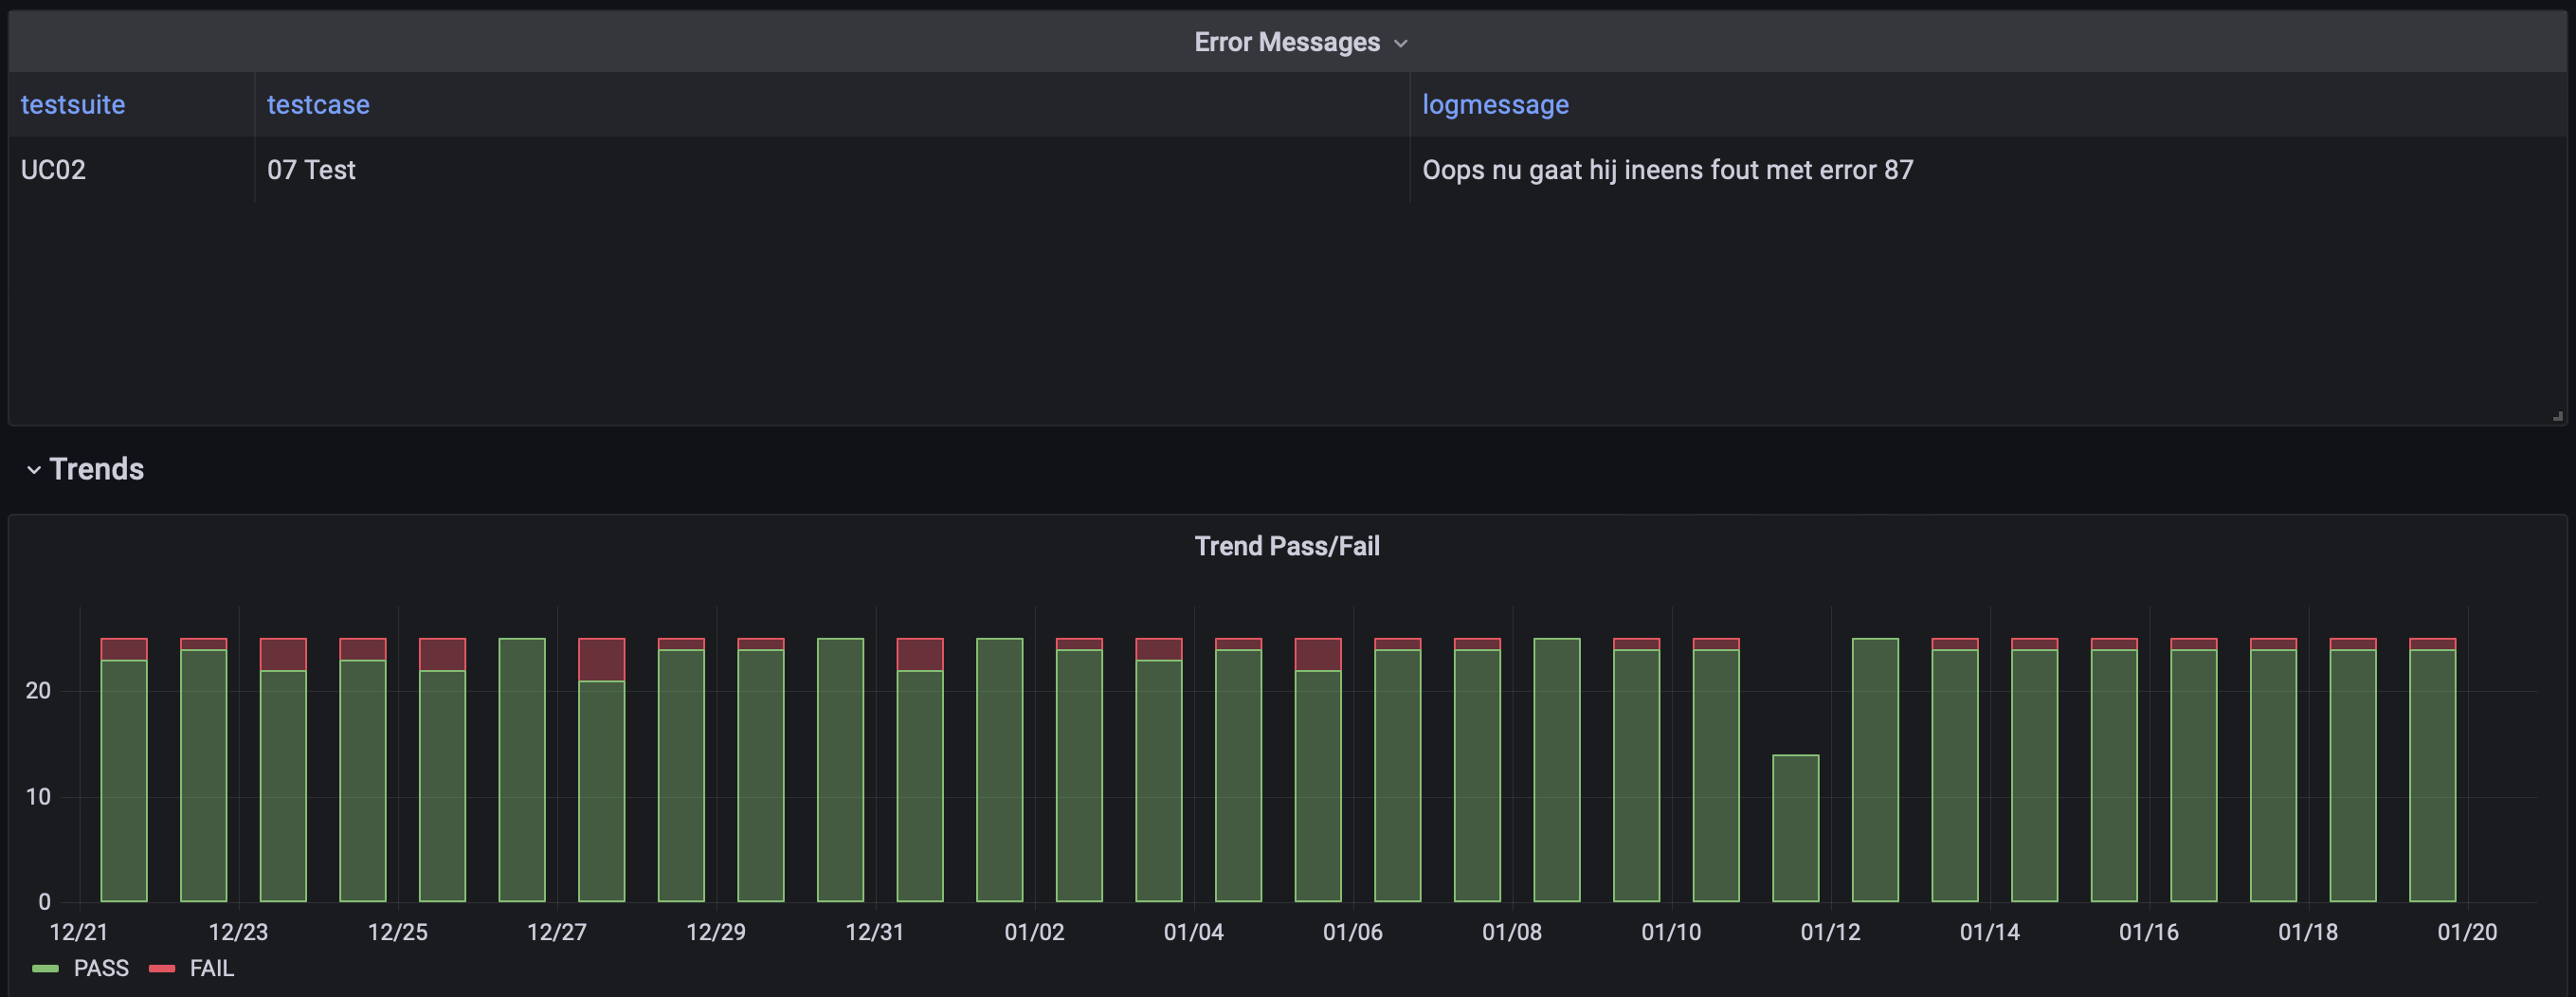 Error Messages
testsuite testcase logmessage
UC02 07 Test Oops nu gaat hij ineens fout met error 87
Trends
Trend Pass/Fail
20
10
0
12/21 12/23 12/25 12/27 12/29 12/31 01/02 01/04 01/06 01/08 01/10 01/12 01/14 01/16 01/18 01/20
PASS FAIL